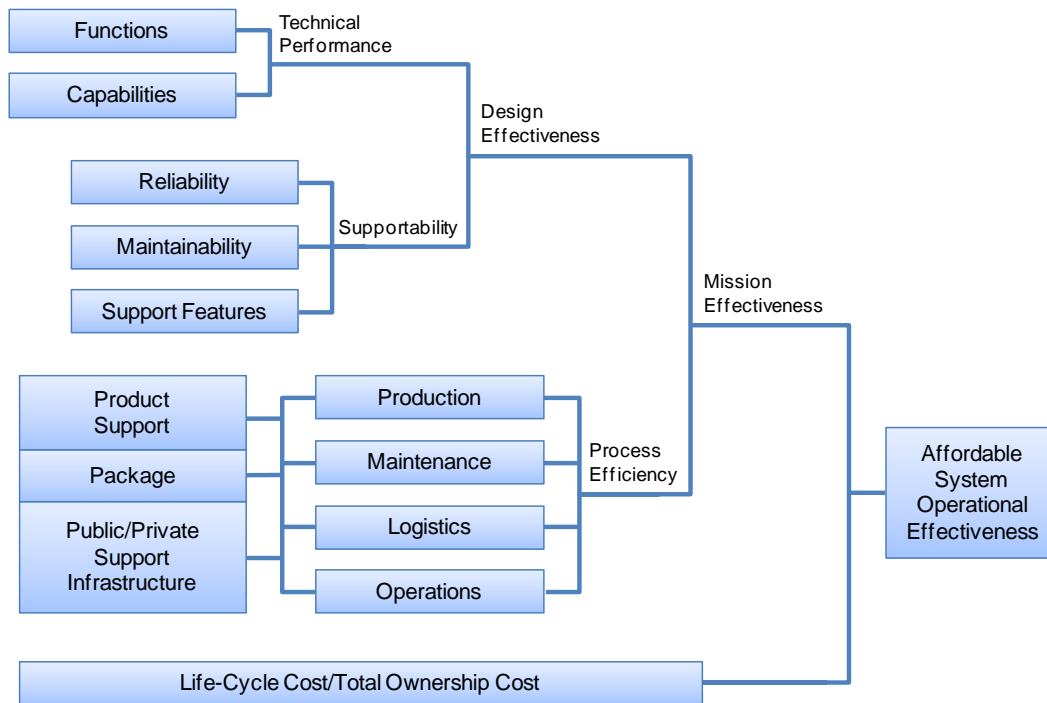 Functions
Technical
Performance
Capabilities
Design
Effectiveness
Reliability
Supportability
Maintainability
Support Features
Mission
Effectiveness
Product
Support
Package
Public/Private
Support
Infrastructure
Production
Maintenance
Logistics
Operations
Process
Efficiency
Affordable
System
Operational
Effectiveness
Life-Cycle Cost/Total Ownership Cost